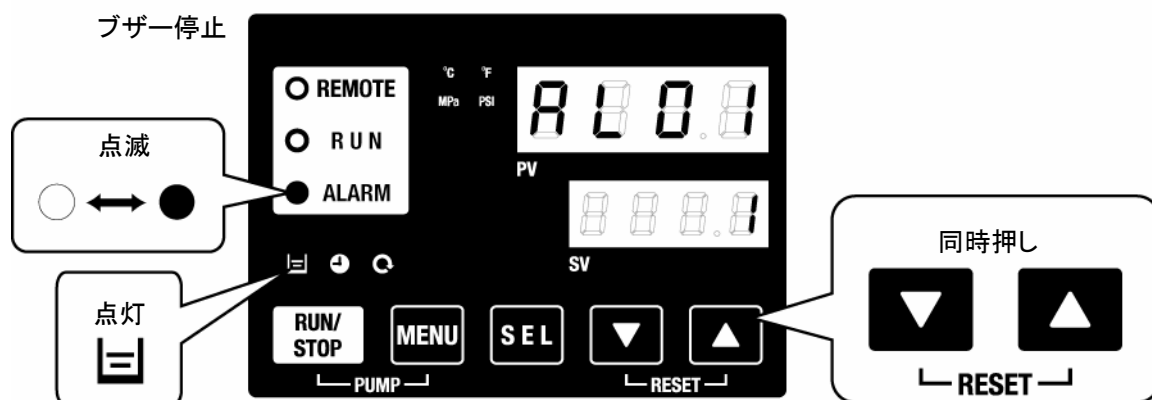 ブザー停止
点滅
点灯
REMOTE
RUN
ALARM
°C °F
MPa PSI
AL01
PV
1
SV
RUN/
STOP
MENU
SEL
▼
▲
PUMP
RESET
同時押し
▼ ▲
RESET